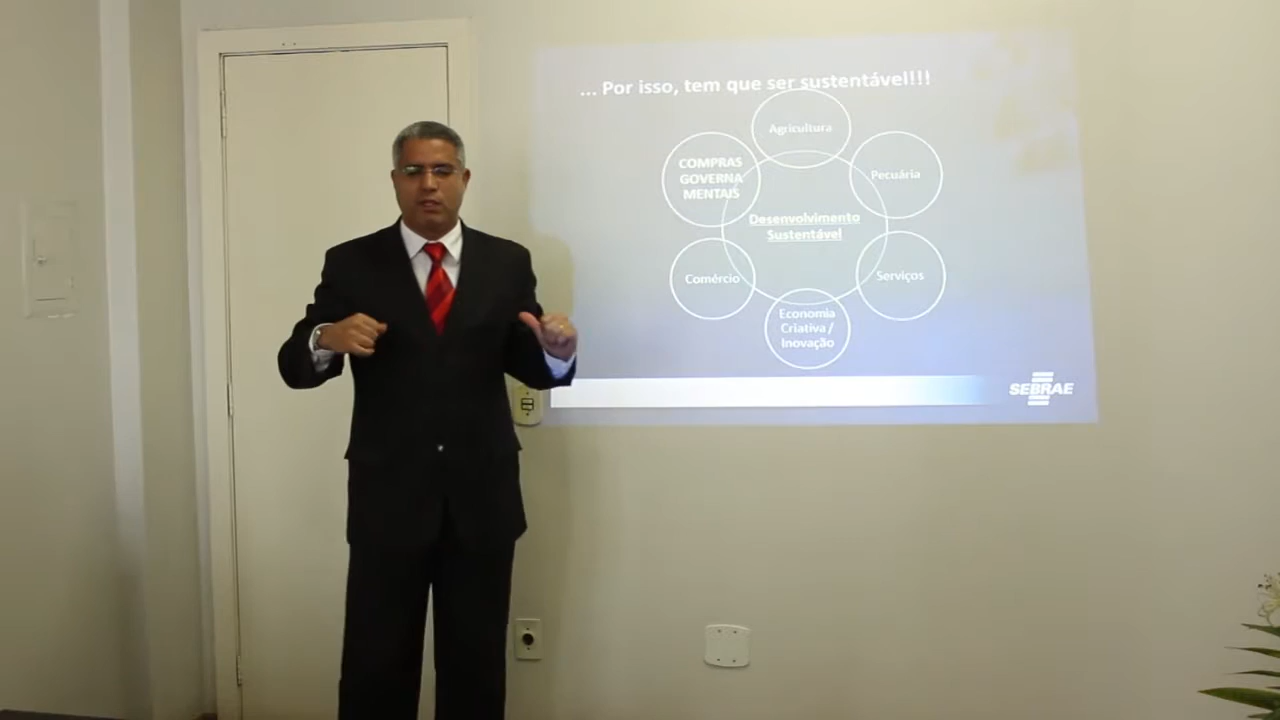 ... Por isso, tem que ser sustentável!!!
Agricultura
COMPRAS
GOVERNA
MENTAIS
Pecuária
Desenvolvimento
Sustentável
Comércio
Serviços
Economia
Criativa /
Inovação
SEBRAE